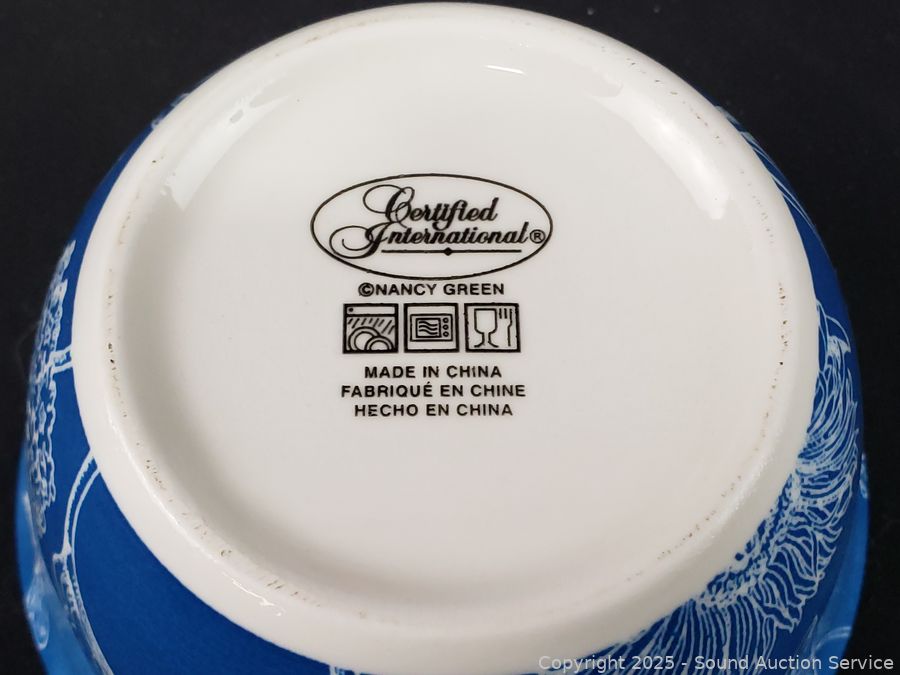 Certified
International®
©NANCY GREEN
MADE IN CHINA
FABRIQUÉ EN CHINE
HECHO EN CHINA
Copyright 2025 - Sound Auction Service